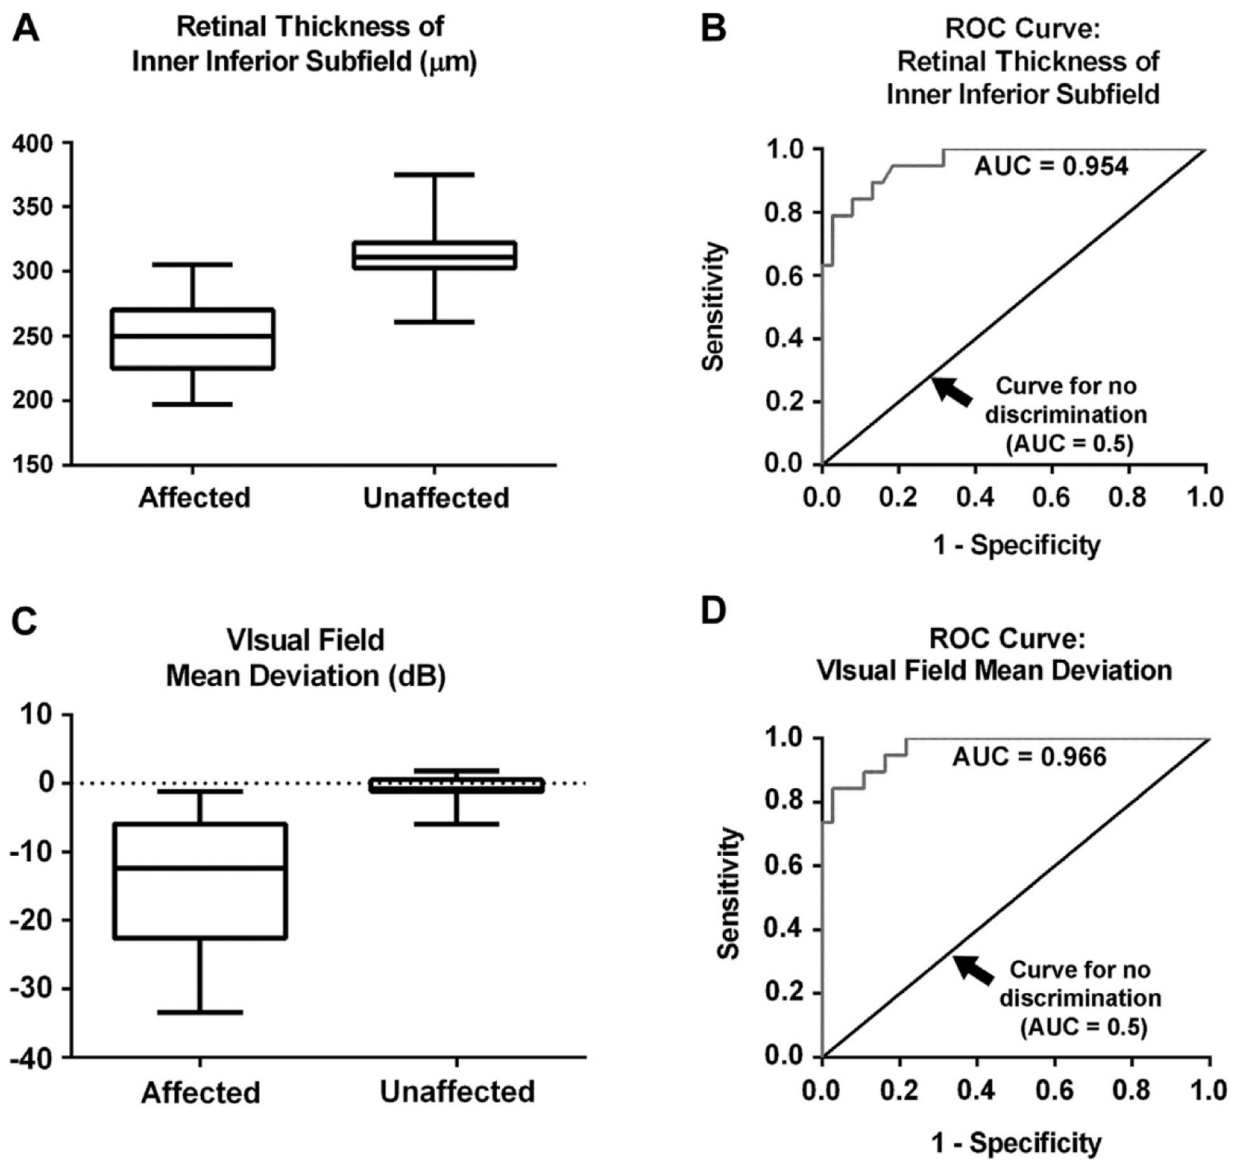 A
Retinal Thickness of
Inner Inferior Subfield (μm)
400
350
300
250
200
150
Affected
Unaffected
B
ROC Curve:
Retinal Thickness of
Inner Inferior Subfield
Sensitivity
1.0
0.8
0.6
0.4
0.2
0.0
AUC = 0.954
Curve for no
discrimination
(AUC = 0.5)
0.0 0.2 0.4 0.6 0.8 1.0
1 - Specificity
C
VIsual Field
Mean Deviation (dB)
10
0
-10
-20
-30
-40
Affected
Unaffected
D
ROC Curve:
VIsual Field Mean Deviation
Sensitivity
1.0
0.8
0.6
0.4
0.2
0.0
AUC = 0.966
Curve for no
discrimination
(AUC = 0.5)
0.0 0.2 0.4 0.6 0.8 1.0
1 - Specificity